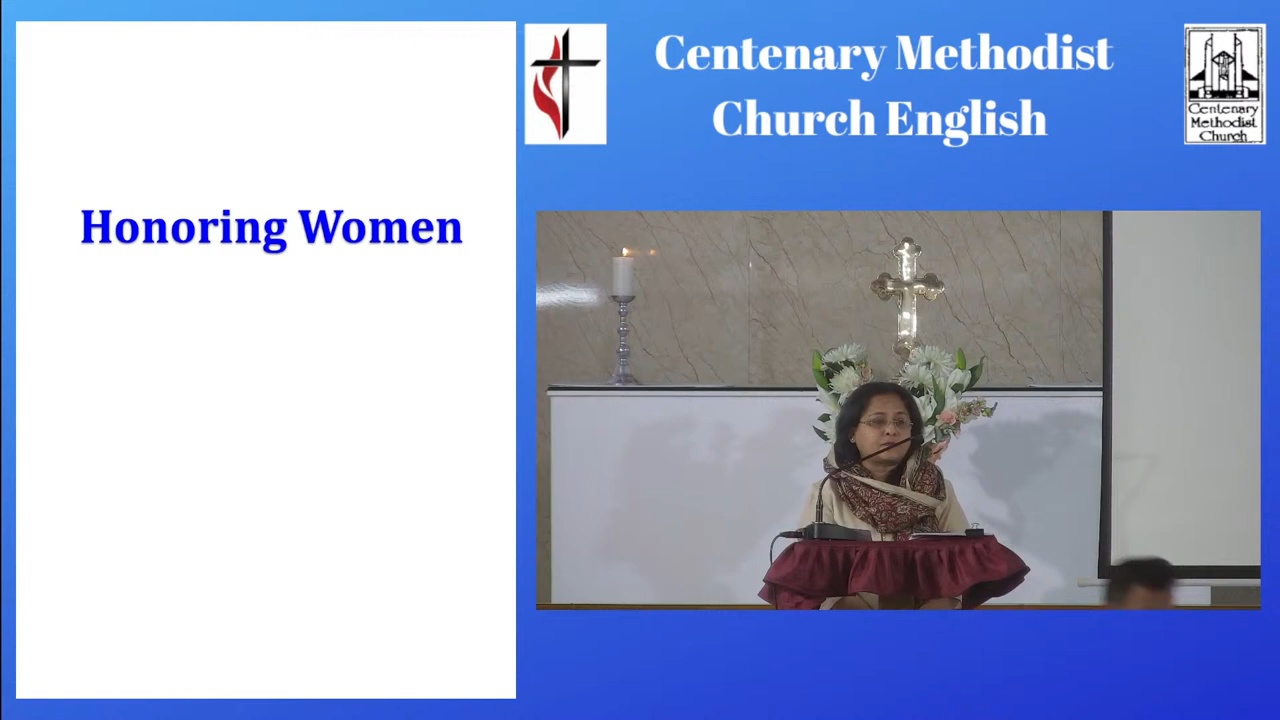 Honoring Women
Centenary Methodist
Church English
Centenary
Methodist
Church